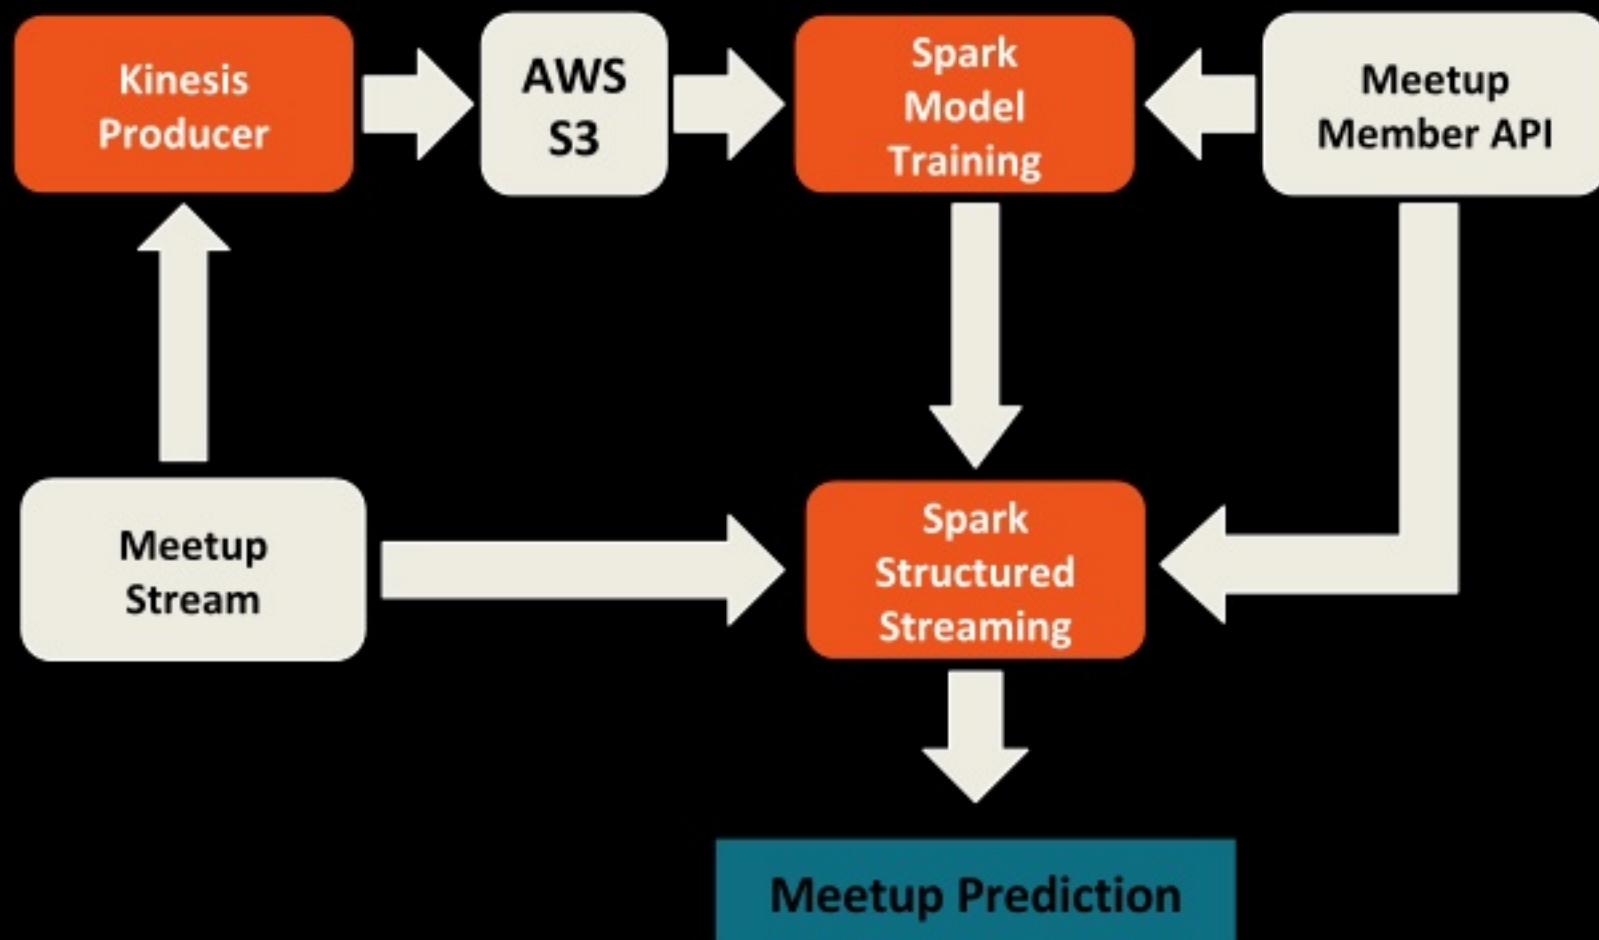 Kinesis
Producer
AWS
S3
Spark
Model
Training
Meetup
Member API
Meetup
Stream
Spark
Structured
Streaming
Meetup Prediction